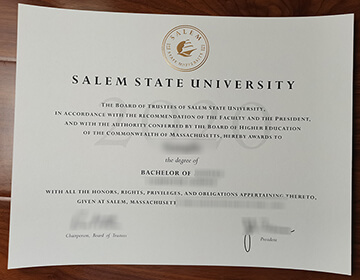 SALEM
SALEM STATE UNIVERSITY
THE BOARD OF TRUSTEES OF SALEM STATE UNIVERSITY,
IN ACCORDANCE WITH THE RECOMMENDATION OF THE FACULTY AND THE PRESIDENT,
AND WITH THE AUTHORITY CONFERRED BY THE BOARD OF HIGHER EDUCATION
OF THE COMMONWEALTH OF MASSACHUSETTS, HEREBY AWARDS TO
the degree of
BACHELOR OF
WITH ALL THE HONORS, RIGHTS, PRIVILEGES, AND OBLIGATIONS APPERTAINING THERETO,
GIVEN AT SALEM, MASSACHUSETT
Chairperson, Board of Trustees
President